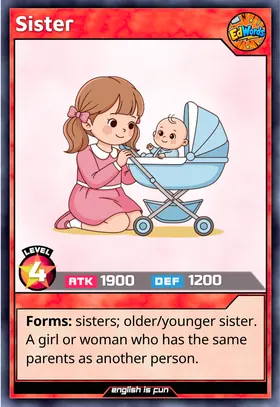 Sister
EdWords
LEVEL
4
ATK 1900 DEF 1200
Forms: sisters; older/younger sister.
A girl or woman who has the same
parents as another person.
english is fun